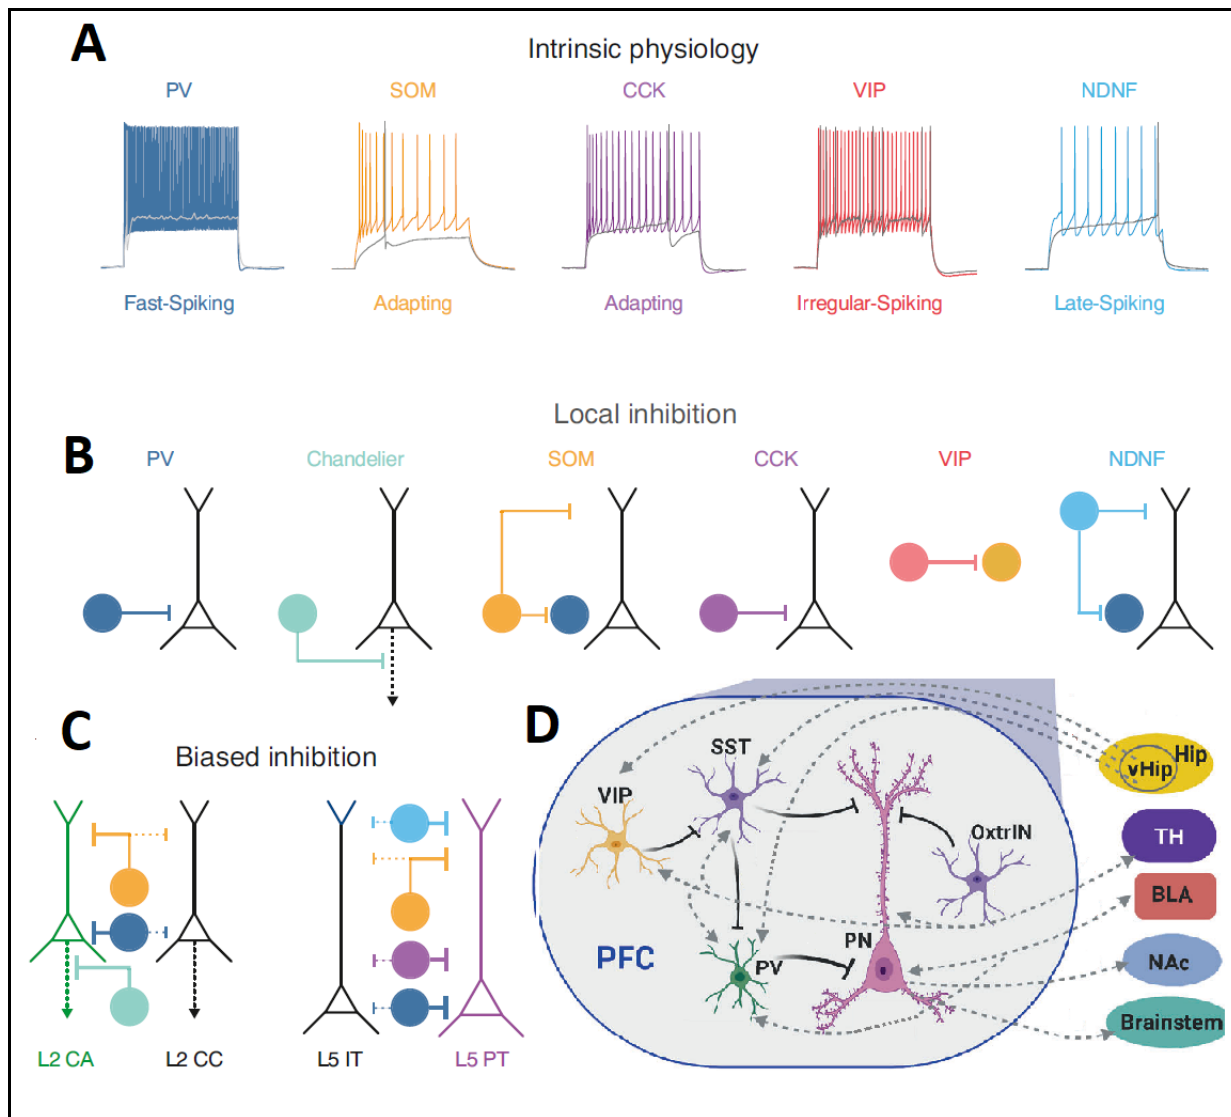 A
Intrinsic physiology
PV SOM CCK VIP NDNF
Fast-Spiking Adapting Adapting Irregular-Spiking Late-Spiking
B
Local inhibition
PV Chandelier SOM CCK VIP NDNF
C
Biased inhibition
L2 CA L2 CC L5 IT L5 PT
D
SST
VIP
OxtrIN
PFC
PV
PN
Hip
vHip
TH
BLA
NAc
Brainstem